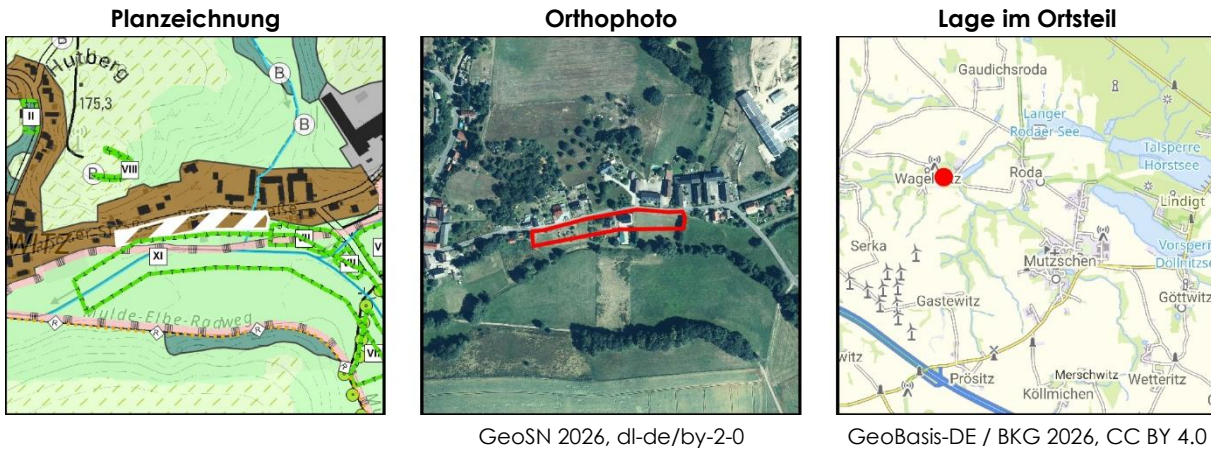 Planzeichnung
Orthophoto
Lage im Ortsteil
B
Hutberg
175,3
B
B
II
VIII
XI
VII
Mulde-Elbe-Radweg
R
R
R
R
Gaudichsroda
Langer
Rodaer See
Talsperre
Horstsee
Roda
Lindigt
Serka
Mutzschen
Gastewitz
Göttwitz
Prösitz
Merschwitz
Wetteritz
Köllmichen
GeoSN 2026, dl-de/by-2-0
GeoBasis-DE / BKG 2026, CC BY 4.0